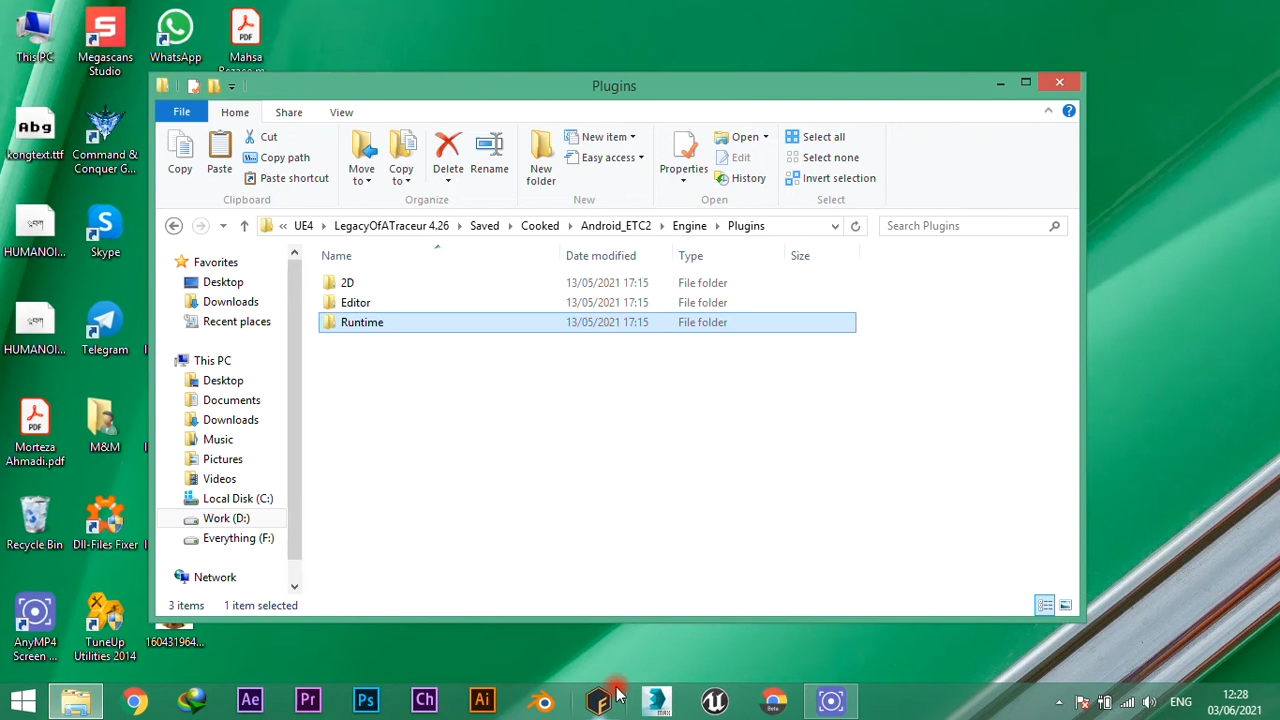 This PC
Megascans
Studio
WhatsApp
PDF
Mahsa
Abg
kongtext.ttf
Command &
Conquer G...
HUMANOI...
Skype
HUMANOI...
Telegram
PDF
Morteza
Ahmadi.pdf
M&M
Recycle Bin
Dll-Files Fixer
AnyMP4
Screen ...
TuneUp
Utilities 2014
160431964...
Plugins
File
Home
Share
View
Copy
Paste
Cut
Copy path
Paste shortcut
Clipboard
Move
to
Copy
to
Delete
Rename
Organize
New
folder
New item
Easy access
New
Properties
Open
Edit
History
Open
Select all
Select none
Invert selection
Select
UE4
LegacyOfATraceur 4.26
Saved
Cooked
Android_ETC2
Engine
Plugins
Search Plugins
Favorites
Desktop
Downloads
Recent places
This PC
Desktop
Documents
Downloads
Music
Pictures
Videos
Local Disk (C:)
Work (D:)
Everything (F:)
Network
Name Date modified Type Size
2D 13/05/2021 17:15 File folder
Editor 13/05/2021 17:15 File folder
Runtime 13/05/2021 17:15 File folder
3 items 1 item selected
Ae
Pr
Ps
Ch
Ai
MAX
Beta
ENG
12:28
03/06/2021